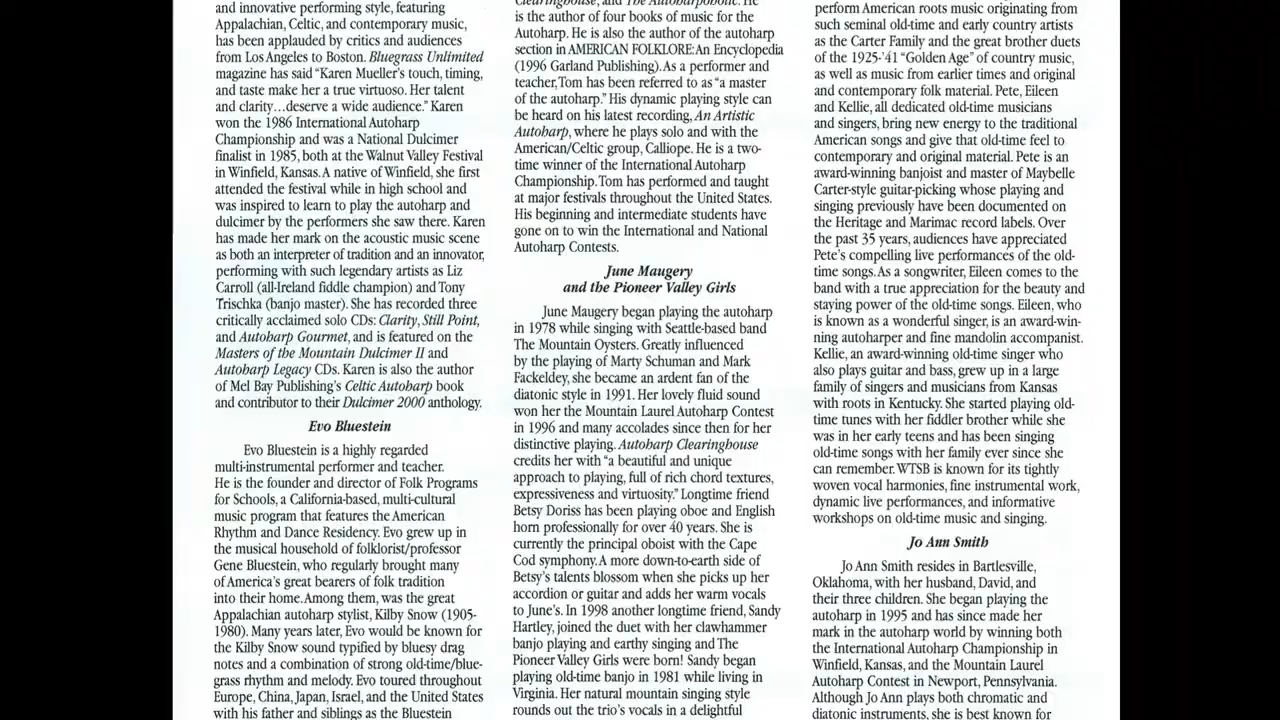 and innovative performing style, featuring
Appalachian, Celtic, and contemporary music,
has been applauded by critics and audiences
from Los Angeles to Boston. Bluegrass Unlimited
magazine has said “Karen Mueller’s touch, timing,
and taste make her a true virtuoso. Her talent
and clarity…deserve a wide audience.” Karen
won the 1986 International Autoharp
Championship and was a National Dulcimer
finalist in 1985, both at the Walnut Valley Festival
in Winfield, Kansas. A native of Winfield, she first
attended the festival while in high school and
was inspired to learn to play the autoharp and
dulcimer by the performers she saw there. Karen
has made her mark on the acoustic music scene
as both an interpreter of tradition and an innovator,
performing with such legendary artists as Liz
Carroll (all-Ireland fiddle champion) and Tony
Trischka (banjo master). She has recorded three
critically acclaimed solo CDs: Clarity, Still Point,
and Autoharp Gourmet, and is featured on the
Masters of the Mountain Dulcimer II and
Autoharp Legacy CDs. Karen is also the author
of Mel Bay Publishing’s Celtic Autoharp book
and contributor to their Dulcimer 2000 anthology.
Evo Bluestein
Evo Bluestein is a highly regarded
multi-instrumental performer and teacher.
He is the founder and director of Folk Programs
for Schools, a California-based, multi-cultural
music program that features the American
Rhythm and Dance Residency. Evo grew up in
the musical household of folklorist/professor
Gene Bluestein, who regularly brought many
of America’s great bearers of folk tradition
into their home. Among them, was the great
Appalachian autoharp stylist, Kilby Snow (1905-
1980). Many years later, Evo would be known for
the Kilby Snow sound typified by bluesy drag
notes and a combination of strong old-time/blue-
grass rhythm and melody. Evo toured throughout
Europe, China, Japan, Israel, and the United States
with his father and siblings as the Bluestein
Clearinghouse, and The Autoharpoholic. He
is the author of four books of music for the
Autoharp. He is also the author of the autoharp
section in AMERICAN FOLKLORE: An Encyclopedia
(1996 Garland Publishing). As a performer and
teacher, Tom has been referred to as “a master
of the autoharp.” His dynamic playing style can
be heard on his latest recording, An Artistic
Autoharp, where he plays solo and with the
American/Celtic group, Calliope. He is a two-
time winner of the International Autoharp
Championship. Tom has performed and taught
at major festivals throughout the United States.
His beginning and intermediate students have
gone on to win the International and National
Autoharp Contests.
June Maugery
and the Pioneer Valley Girls
June Maugery began playing the autoharp
in 1978 while singing with Seattle-based band
The Mountain Oysters. Greatly influenced
by the playing of Marty Schuman and Mark
Fackeldey, she became an ardent fan of the
diatonic style in 1991. Her lovely fluid sound
won her the Mountain Laurel Autoharp Contest
in 1996 and many accolades since then for her
distinctive playing. Autoharp Clearinghouse
credits her with “a beautiful and unique
approach to playing, full of rich chord textures,
expressiveness and virtuosity.” Longtime friend
Betsy Doriss has been playing oboe and English
horn professionally for over 40 years. She is
currently the principal oboist with the Cape
Cod symphony. A more down-to-earth side of
Betsy’s talents blossom when she picks up her
accordion or guitar and adds her warm vocals
to June’s. In 1998 another longtime friend, Sandy
Hartley, joined the duet with her clawhammer
banjo playing and earthy singing and The
Pioneer Valley Girls were born! Sandy began
playing old-time banjo in 1981 while living in
Virginia. Her natural mountain singing style
rounds out the trio’s vocals in a delightful
perform American roots music originating from
such seminal old-time and early country artists
as the Carter Family and the great brother duets
of the 1925-’41 “Golden Age” of country music,
as well as music from earlier times and original
and contemporary folk material. Pete, Eileen
and Kellie, all dedicated old-time musicians
and singers, bring new energy to the traditional
American songs and give that old-time feel to
contemporary and original material. Pete is an
award-winning banjoist and master of Maybelle
Carter-style guitar-picking whose playing and
singing previously have been documented on
the Heritage and Marimac record labels. Over
the past 35 years, audiences have appreciated
Pete’s compelling live performances of the old-
time songs. As a songwriter, Eileen comes to the
band with a true appreciation for the beauty and
staying power of the old-time songs. Eileen, who
is known as a wonderful singer, is an award-win-
ning autoharper and fine mandolin accompanist.
Kellie, an award-winning old-time singer who
also plays guitar and bass, grew up in a large
family of singers and musicians from Kansas
with roots in Kentucky. She started playing old-
time tunes with her fiddler brother while she
was in her early teens and has been singing
old-time songs with her family ever since she
can remember. WTSB is known for its tightly
woven vocal harmonies, fine instrumental work,
dynamic live performances, and informative
workshops on old-time music and singing.
Jo Ann Smith
Jo Ann Smith resides in Bartlesville,
Oklahoma, with her husband, David, and
their three children. She began playing the
autoharp in 1995 and has since made her
mark in the autoharp world by winning both
the International Autoharp Championship in
Winfield, Kansas, and the Mountain Laurel
Autoharp Contest in Newport, Pennsylvania.
Although Jo Ann plays both chromatic and
diatonic instruments, she is best known for